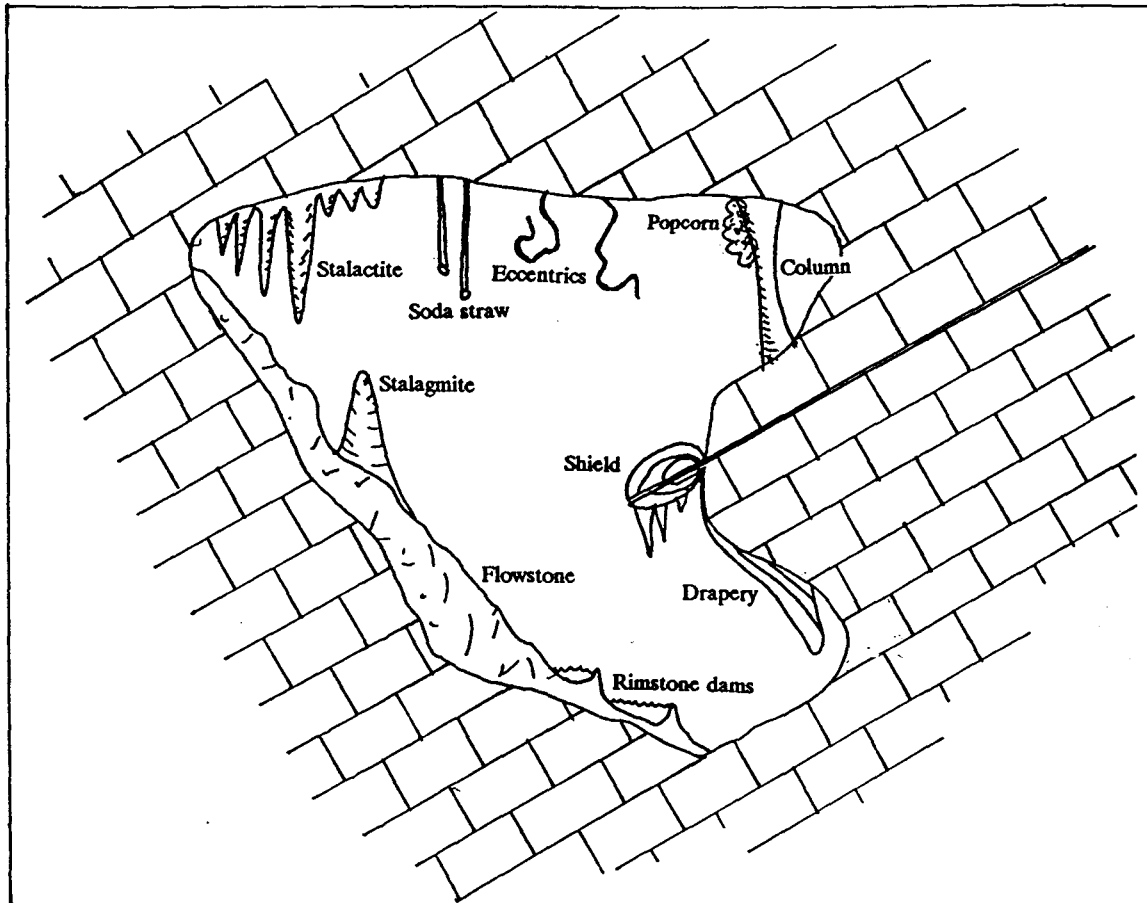 Popcorn
Stalactite
Eccentrics
Column
Soda straw
Stalagmite
Shield
Flowstone
Drapery
Rimstone dams